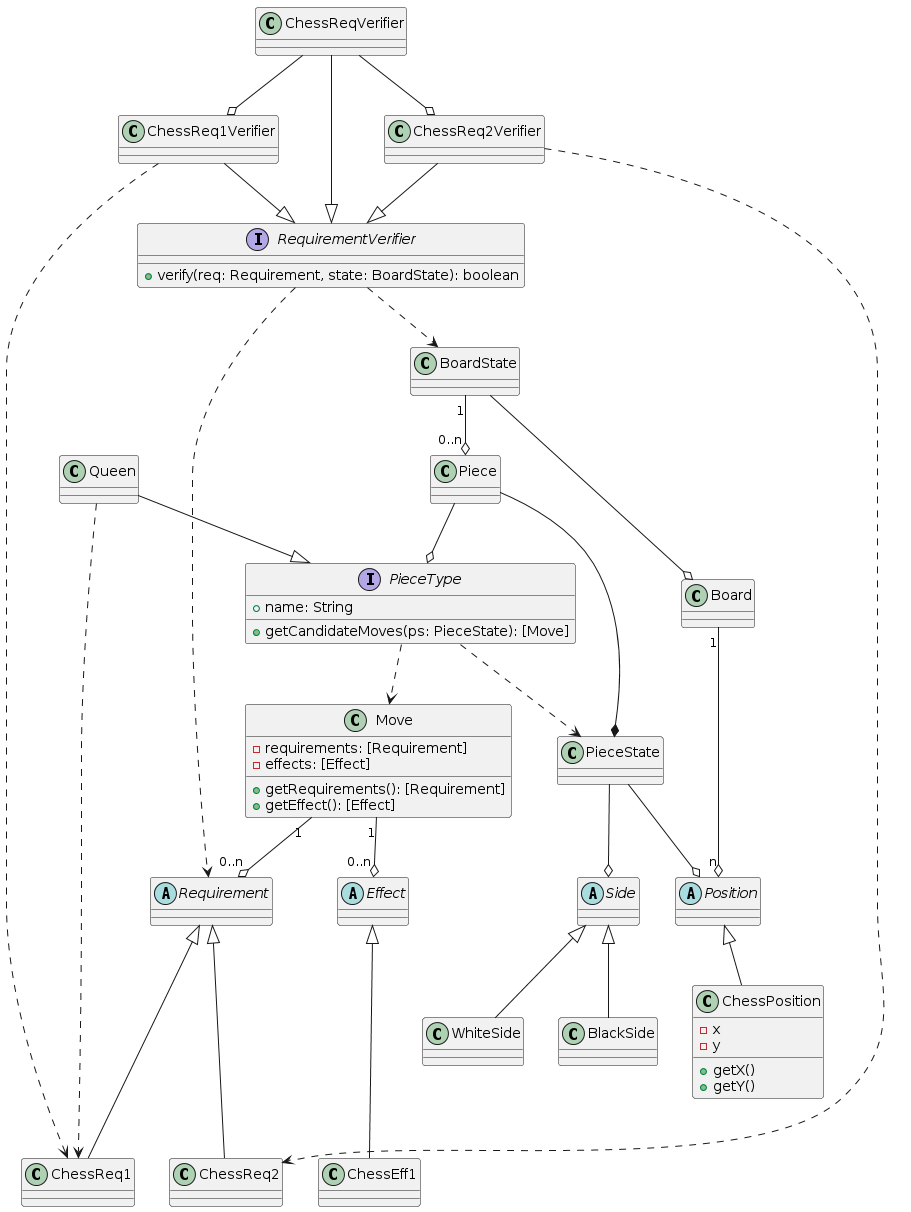 C ChessReqVerifier
C ChessReq1Verifier
C ChessReq2Verifier
I RequirementVerifier
verify(req: Requirement, state: BoardState): boolean
C BoardState
1
0..n
C Queen
C Piece
I PieceType
name: String
getCandidateMoves(ps: PieceState): [Move]
C Board
1
C Move
requirements: [Requirement]
effects: [Effect]
getRequirements(): [Requirement]
getEffect(): [Effect]
C PieceState
1
1
0..n
0..n
n
A Requirement
A Effect
A Side
A Position
C WhiteSide
C BlackSide
C ChessPosition
x
y
getX()
getY()
C ChessReq1
C ChessReq2
C ChessEff1